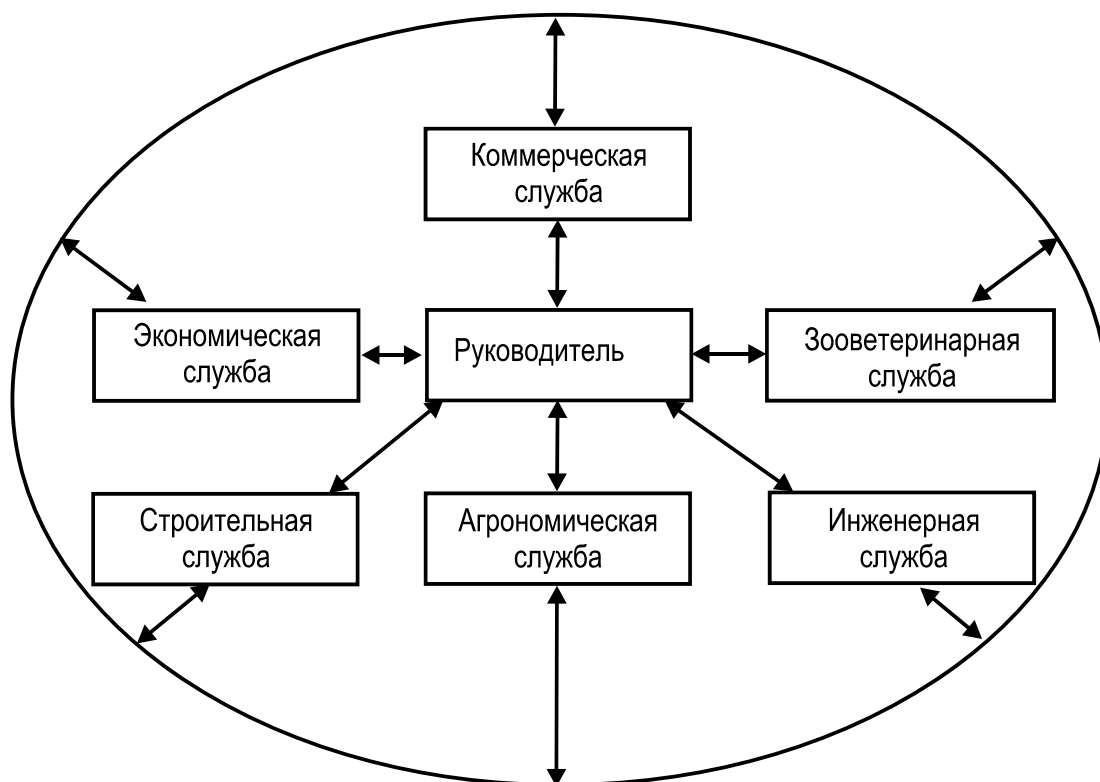 Коммерческая
служба
Экономическая
служба
Руководитель
Зооветеринарная
служба
Строительная
служба
Агрономическая
служба
Инженерная
служба